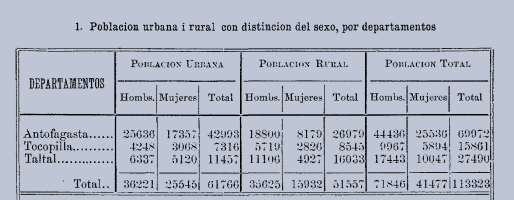 1. Poblacion urbana i rural con distincion del sexo, por departamentos
DEPARTAMENTOS POBLACION URBANA POBLACION RURAL POBLACION TOTAL
Hombs. Mujeres Total Hombs. Mujeres Total Hombs. Mujeres Total
Antofagasta...... 25636 17357 42993 18800 8179 26979 44436 25536 69972
Tocopilla.......... 4248 3068 7316 5719 2826 8545 9967 5894 15861
Taltal............... 6337 5120 11457 11106 4927 16033 17443 10047 27490
Total.. 36221 25545 61766 35625 15932 51557 71846 41477 113323